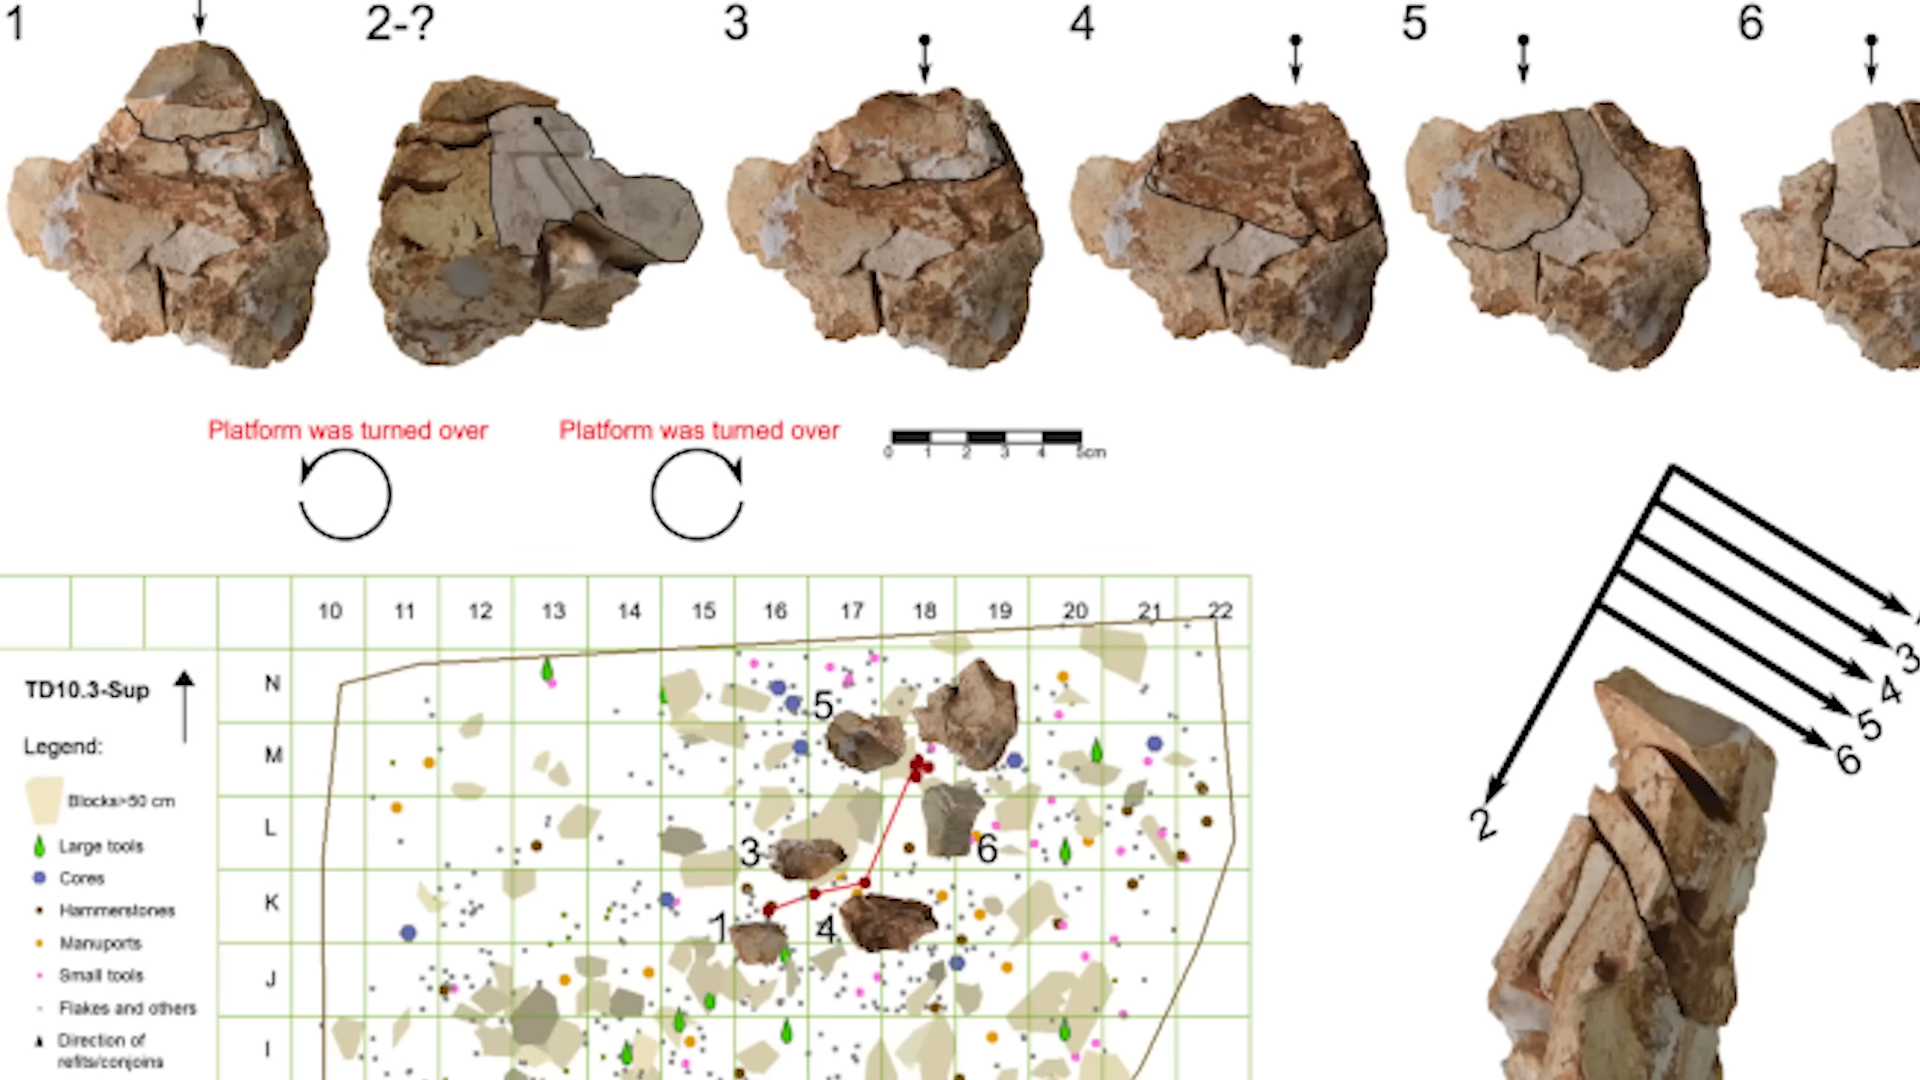 1
2-?
3
4
5
6
Platform was turned over
Platform was turned over
0 1 2 3 4 5cm
10 11 12 13 14 15 16 17 18 19 20 21 22
TD10.3-Sup
Legend:
Blocks>50 cm
Large tools
Cores
Hammerstones
Manuports
Small tools
Flakes and others
Direction of
refits/conjoins
N
M
L
K
J
I
5
3
6
1
4
3
4
5
6
2